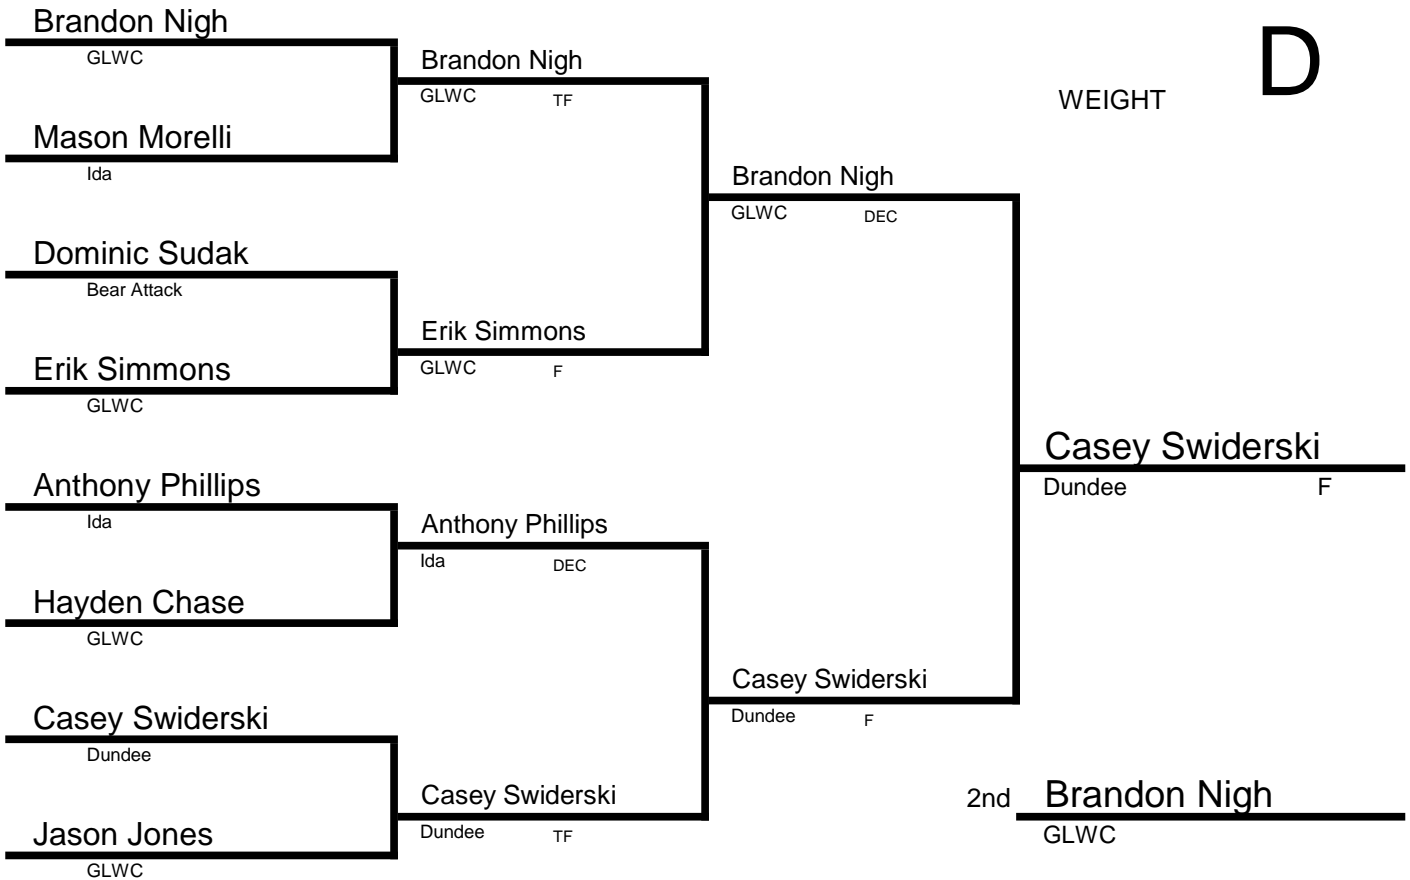 Brandon Nigh
GLWC
Mason Morelli
Ida
Dominic Sudak
Bear Attack
Erik Simmons
GLWC
Anthony Phillips
Ida
Hayden Chase
GLWC
Casey Swiderski
Dundee
Jason Jones
GLWC
Brandon Nigh
GLWC TF
Erik Simmons
GLWC F
Anthony Phillips
Ida DEC
Casey Swiderski
Dundee TF
Brandon Nigh
GLWC DEC
Casey Swiderski
Dundee F
WEIGHT D
Casey Swiderski
Dundee F
2nd Brandon Nigh
GLWC